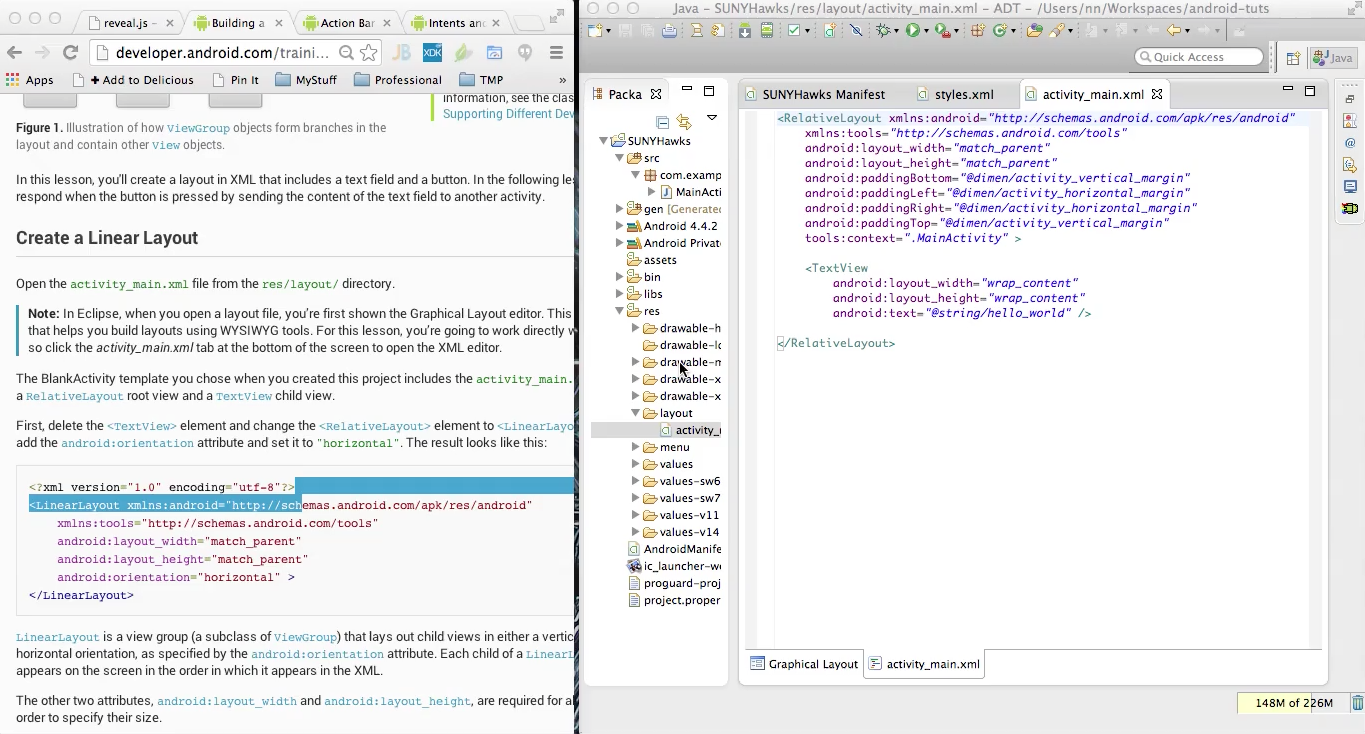 reveal.js –
Building a
Action Bar
Intents and
developer.android.com/traini...
Apps
+ Add to Delicious
Pin It
MyStuff
Professional
TMP
»
information, see the clas
Supporting Different Dev
Figure 1. Illustration of how ViewGroup objects form branches in the
layout and contain other View objects.
In this lesson, you'll create a layout in XML that includes a text field and a button. In the following le
respond when the button is pressed by sending the content of the text field to another activity.
Create a Linear Layout
Open the activity_main.xml file from the res/layout/ directory.
Note: In Eclipse, when you open a layout file, you're first shown the Graphical Layout editor. This
that helps you build layouts using WYSIWYG tools. For this lesson, you're going to work directly w
so click the activity_main.xml tab at the bottom of the screen to open the XML editor.
The BlankActivity template you chose when you created this project includes the activity_main.
a RelativeLayout root view and a TextView child view.
First, delete the <TextView> element and change the <RelativeLayout> element to <LinearLayo
add the android:orientation attribute and set it to "horizontal". The result looks like this:
<?xml version="1.0" encoding="utf-8"?>
<LinearLayout xmlns:android="http://schemas.android.com/apk/res/android"
xmlns:tools="http://schemas.android.com/tools"
android:layout_width="match_parent"
android:layout_height="match_parent"
android:orientation="horizontal" >
</LinearLayout>
LinearLayout is a view group (a subclass of ViewGroup) that lays out child views in either a vertic
horizontal orientation, as specified by the android:orientation attribute. Each child of a LinearL
appears on the screen in the order in which it appears in the XML.
The other two attributes, android:layout_width and android:layout_height, are required for al
order to specify their size.
Java – SUNYHawks/res/layout/activity_main.xml – ADT – /Users/nn/Workspaces/android-tuts
Quick Access
Java
Packa
SUNYHawks
src
com.examp
MainActi
gen [Generated
Android 4.4.2
Android Privat
assets
bin
libs
res
drawable-h
drawable-lc
drawable-m
drawable-x
drawable-x
layout
activity_
menu
values
values-sw6
values-sw7
values-v11
values-v14
AndroidManife
ic_launcher-we
proguard-proj
project.proper
SUNYHawks Manifest
styles.xml
activity_main.xml
<RelativeLayout xmlns:android="http://schemas.android.com/apk/res/android"
xmlns:tools="http://schemas.android.com/tools"
android:layout_width="match_parent"
android:layout_height="match_parent"
android:paddingBottom="@dimen/activity_vertical_margin"
android:paddingLeft="@dimen/activity_horizontal_margin"
android:paddingRight="@dimen/activity_horizontal_margin"
android:paddingTop="@dimen/activity_vertical_margin"
tools:context=".MainActivity" >
<TextView
android:layout_width="wrap_content"
android:layout_height="wrap_content"
android:text="@string/hello_world" />
</RelativeLayout>
Graphical Layout
activity_main.xml
148M of 226M